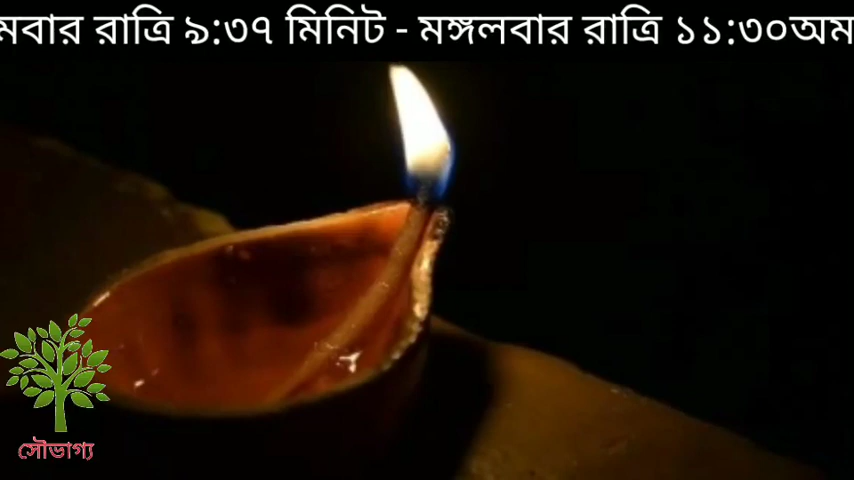 মবার রাত্রি ৯:৩৭ মিনিট - মঙ্গলবার রাত্রি ১১:৩০অম
সৌভাগ্য